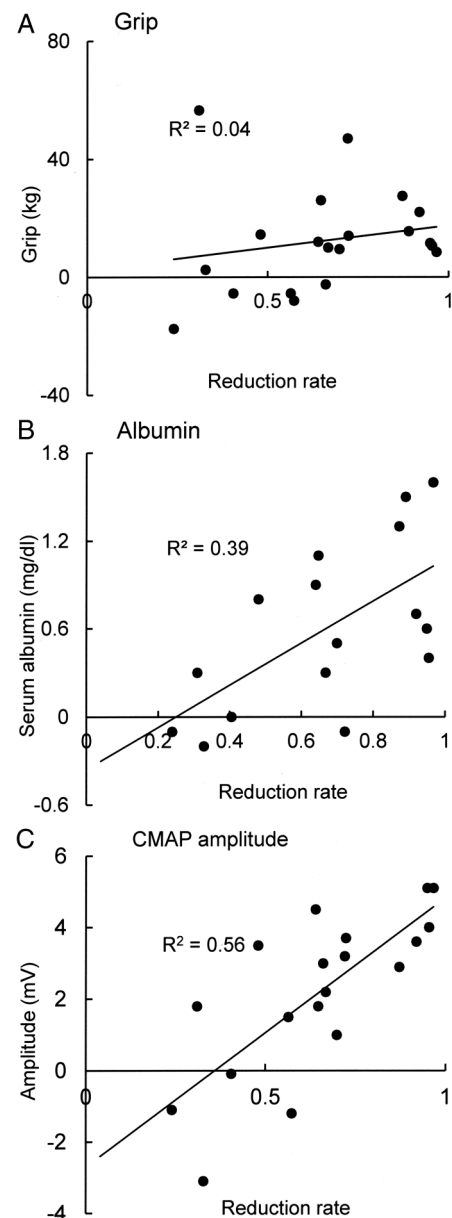 A
Grip
80
R² = 0.04
40
Grip (kg)
0
0
0.5
1
Reduction rate
-40
B
Albumin
1.8
R² = 0.39
1.2
Serum albumin (mg/dl)
0.6
0
0
0.2
0.4
0.6
0.8
1
Reduction rate
-0.6
C
CMAP amplitude
6
R² = 0.56
4
Amplitude (mV)
2
0
0
0.5
1
-2
-4
Reduction rate